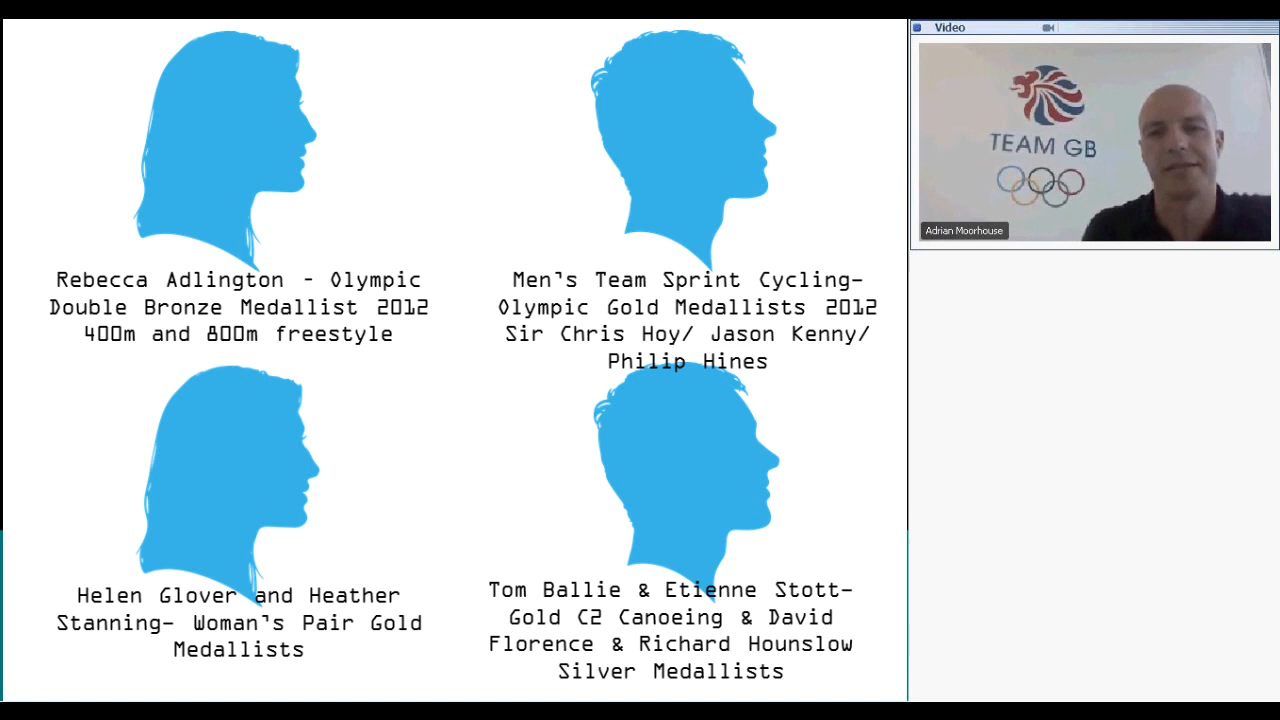 Rebecca Adlington - Olympic
Double Bronze Medallist 2012
400m and 800m freestyle
Men's Team Sprint Cycling-
Olympic Gold Medallists 2012
Sir Chris Hoy/ Jason Kenny/
Philip Hines
Helen Glover and Heather
Stanning- Woman's Pair Gold
Medallists
Tom Ballie & Etienne Stott-
Gold C2 Canoeing & David
Florence & Richard Hounslow
Silver Medallists
Video
TEAM GB
Adrian Moorhouse